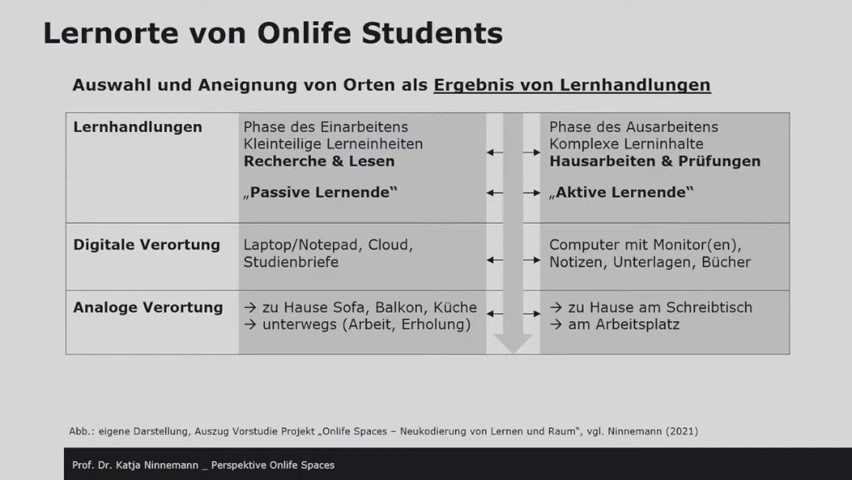 Lernorte von Onlife Students
Auswahl und Aneignung von Orten als Ergebnis von Lernhandlungen
Lernhandlungen
Phase des Einarbeitens
Kleinteilige Lerneinheiten
Recherche & Lesen
„Passive Lernende“
Phase des Ausarbeitens
Komplexe Lerninhalte
Hausarbeiten & Prüfungen
„Aktive Lernende“
Digitale Verortung
Laptop/Notepad, Cloud,
Studienbriefe
Computer mit Monitor(en),
Notizen, Unterlagen, Bücher
Analoge Verortung
→ zu Hause Sofa, Balkon, Küche
→ unterwegs (Arbeit, Erholung)
→ zu Hause am Schreibtisch
→ am Arbeitsplatz
Abb.: eigene Darstellung, Auszug Vorstudie Projekt „Onlife Spaces – Neukodierung von Lernen und Raum“, vgl. Ninnemann (2021)
Prof. Dr. Katja Ninnemann _ Perspektive Onlife Spaces